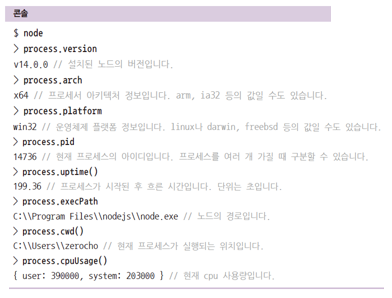 콘솔
$ node
> process.version
v14.0.0 // 설치된 노드의 버전입니다.
> process.arch
x64 // 프로세서 아키텍처 정보입니다. arm, ia32 등의 값일 수도 있습니다.
> process.platform
win32 // 운영체제 플랫폼 정보입니다. linux나 darwin, freebsd 등의 값일 수도 있습니다.
> process.pid
14736 // 현재 프로세스의 아이디입니다. 프로세스를 여러 개 가질 때 구분할 수 있습니다.
> process.uptime()
199.36 // 프로세스가 시작된 후 흐른 시간입니다. 단위는 초입니다.
> process.execPath
C:\\Program Files\\nodejs\\node.exe // 노드의 경로입니다.
> process.cwd()
C:\\Users\\zerocho // 현재 프로세스가 실행되는 위치입니다.
> process.cpuUsage()
{ user: 390000, system: 203000 } // 현재 cpu 사용량입니다.